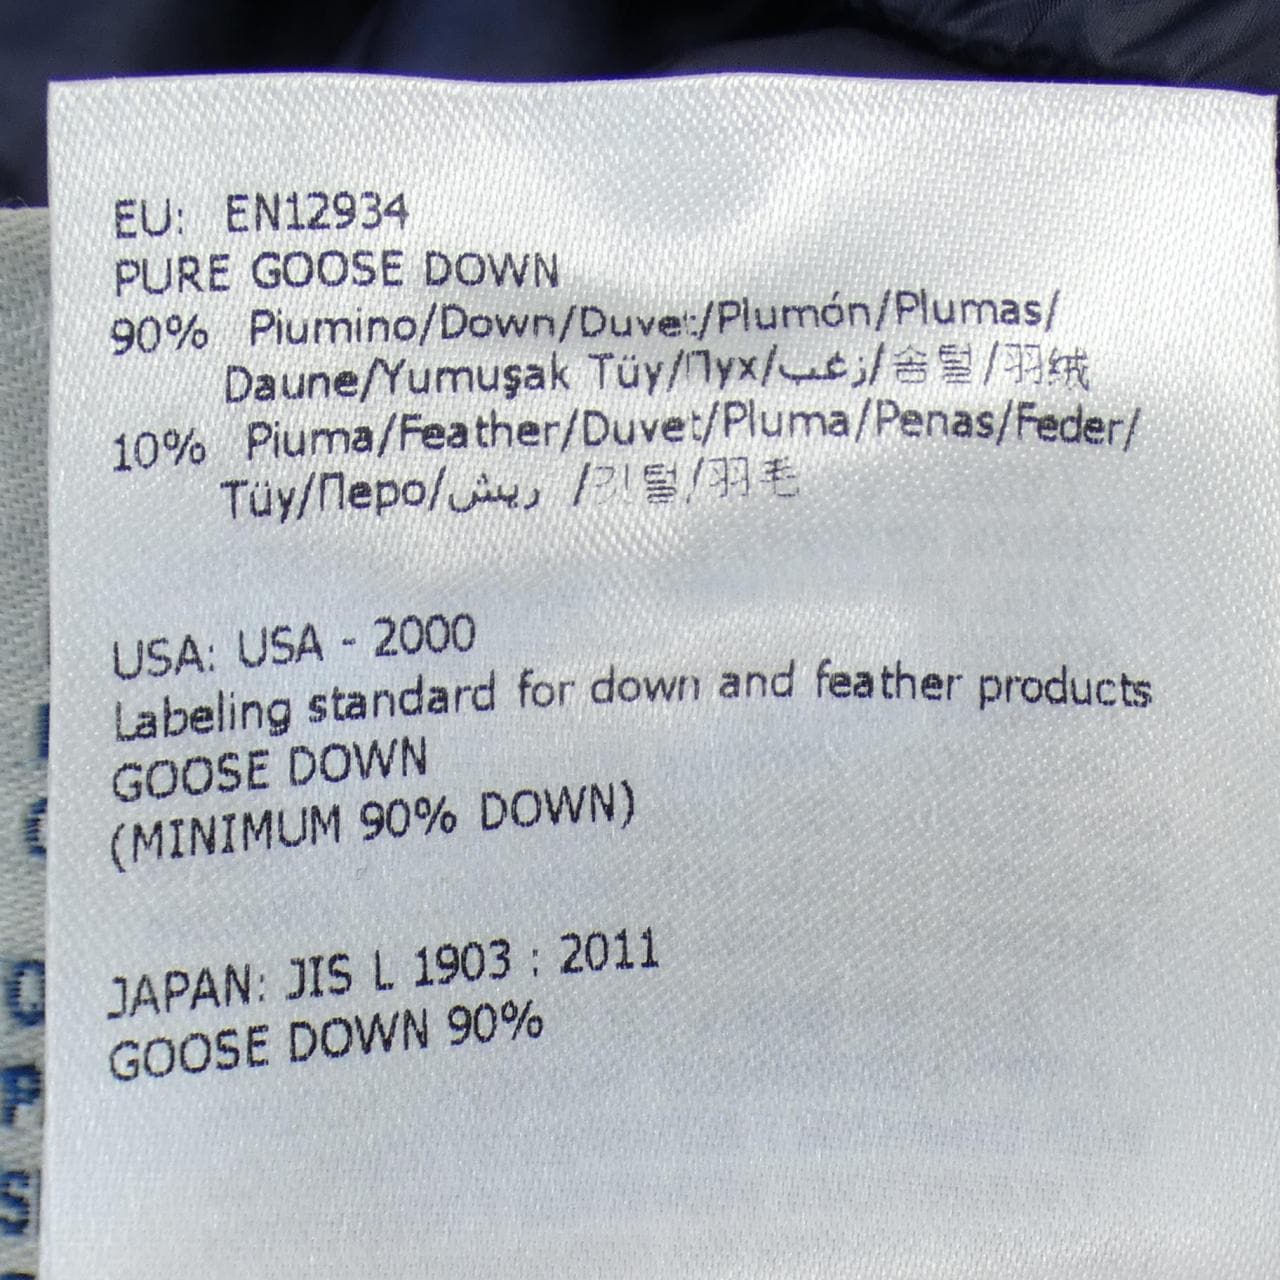 EU: EN12934
PURE GOOSE DOWN
90% Piumino/Down/Duvet/Plumón/Plumas/
Daune/Yumuşak Tüy/Пух/زغب/솜털/羽绒
10% Piuma/Feather/Duvet/Pluma/Penas/Feder/
Tüy/Перо/ريش /깃털/羽毛
USA: USA - 2000
Labeling standard for down and feather products
GOOSE DOWN
(MINIMUM 90% DOWN)
JAPAN: JIS L 1903 : 2011
GOOSE DOWN 90%